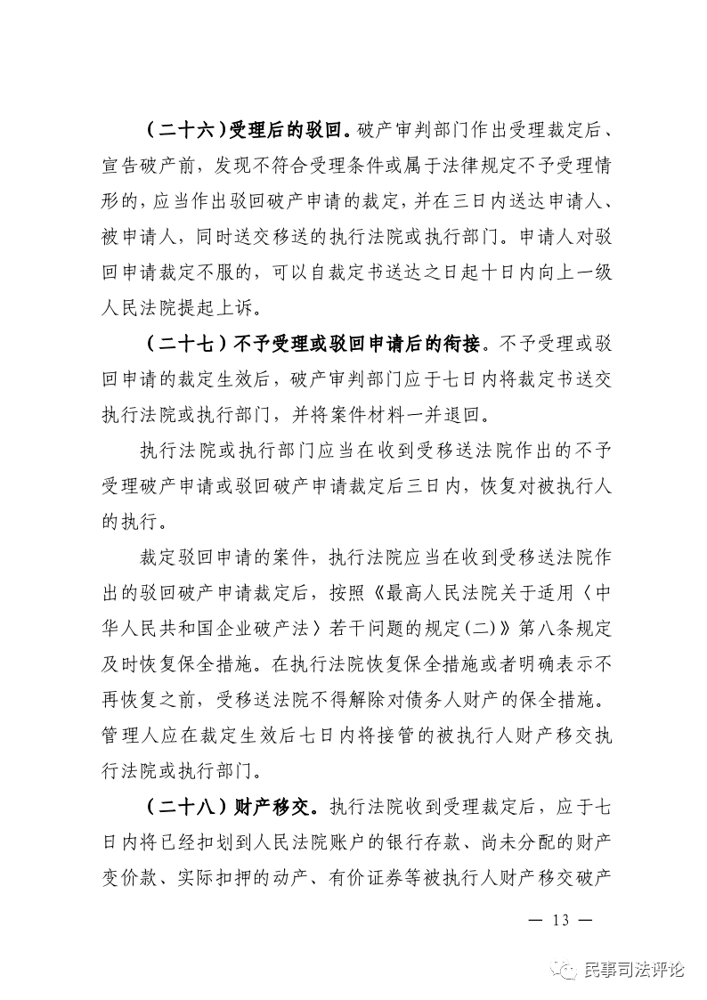 （二十六）受理后的驳回。破产审判部门作出受理裁定后、
宣告破产前，发现不符合受理条件或属于法律规定不予受理情
形的，应当作出驳回破产申请的裁定，并在三日内送达申请人、
被申请人，同时送交移送的执行法院或执行部门。申请人对驳
回申请裁定不服的，可以自裁定书送达之日起十日内向上一级
人民法院提起上诉。
（二十七）不予受理或驳回申请后的衔接。不予受理或驳
回申请的裁定生效后，破产审判部门应于七日内将裁定书送交
执行法院或执行部门，并将案件材料一并退回。
执行法院或执行部门应当在收到受移送法院作出的不予
受理破产申请或驳回破产申请裁定后三日内，恢复对被执行人
的执行。
裁定驳回申请的案件，执行法院应当在收到受移送法院作
出的驳回破产申请裁定后，按照《最高人民法院关于适用〈中
华人民共和国企业破产法〉若干问题的规定(二)》第八条规定
及时恢复保全措施。在执行法院恢复保全措施或者明确表示不
再恢复之前，受移送法院不得解除对债务人财产的保全措施。
管理人应在裁定生效后七日内将接管的被执行人财产移交执
行法院或执行部门。
（二十八）财产移交。执行法院收到受理裁定后，应于七
日内将已经扣划到人民法院账户的银行存款、尚未分配的财产
变价款、实际扣押的动产、有价证券等被执行人财产移交破产
— 13 —
民事司法评论